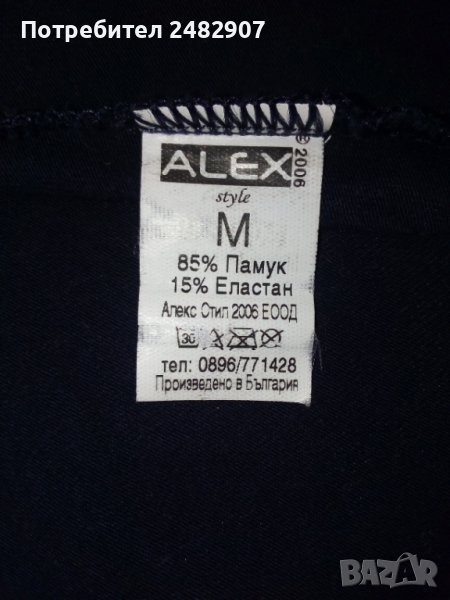 Потребител 2482907
ALEX
®2006
style
M
85% Памук
15% Еластан
Алекс Стил 2006 ЕООД
30
тел: 0896/771428
Произведено в България
BAZAR